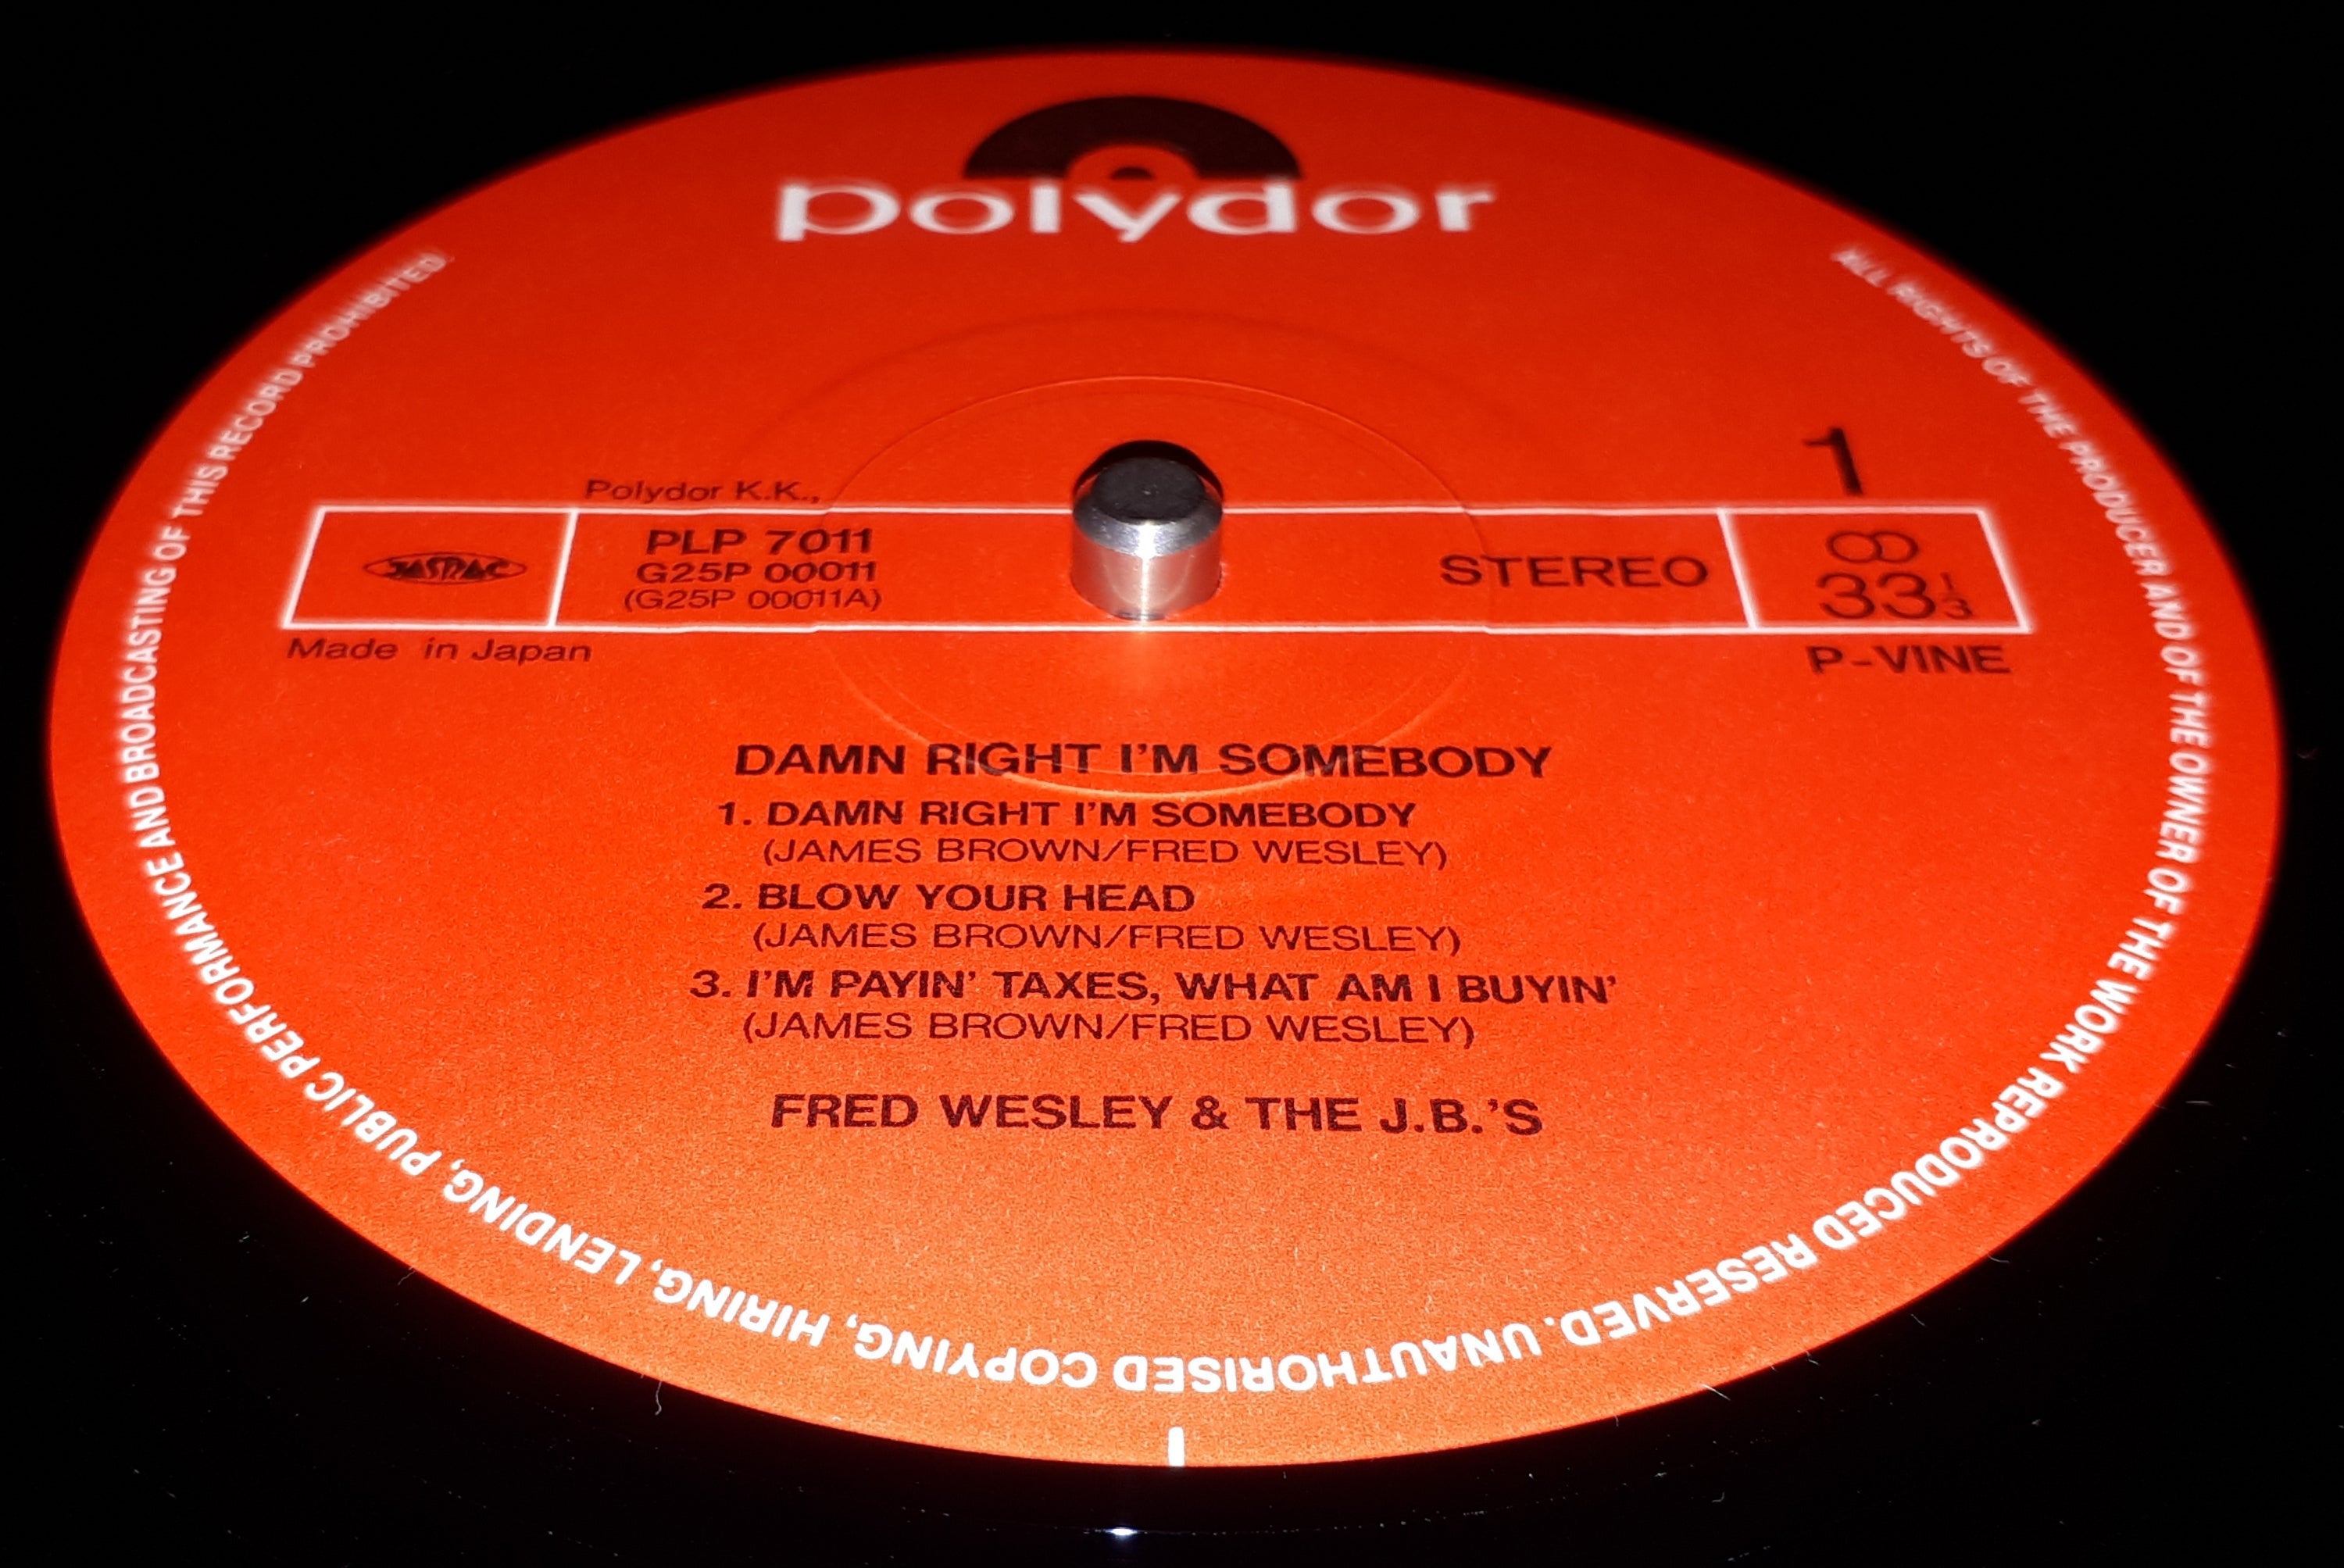 polydor
1
Polydor K.K.,
JASRAC
PLP 7011
G25P 00011
(G25P 00011A)
STEREO
33 1/3
Made in Japan
P-VINE
DAMN RIGHT I'M SOMEBODY
1. DAMN RIGHT I'M SOMEBODY
(JAMES BROWN/FRED WESLEY)
2. BLOW YOUR HEAD
(JAMES BROWN/FRED WESLEY)
3. I'M PAYIN' TAXES, WHAT AM I BUYIN'
(JAMES BROWN/FRED WESLEY)
FRED WESLEY & THE J.B.'S
ALL RIGHTS OF THE PRODUCER AND OF THE OWNER OF THE WORK REPRODUCED RESERVED. UNAUTHORISED COPYING, HIRING, LENDING, PUBLIC PERFORMANCE AND BROADCASTING OF THIS RECORD PROHIBITED.